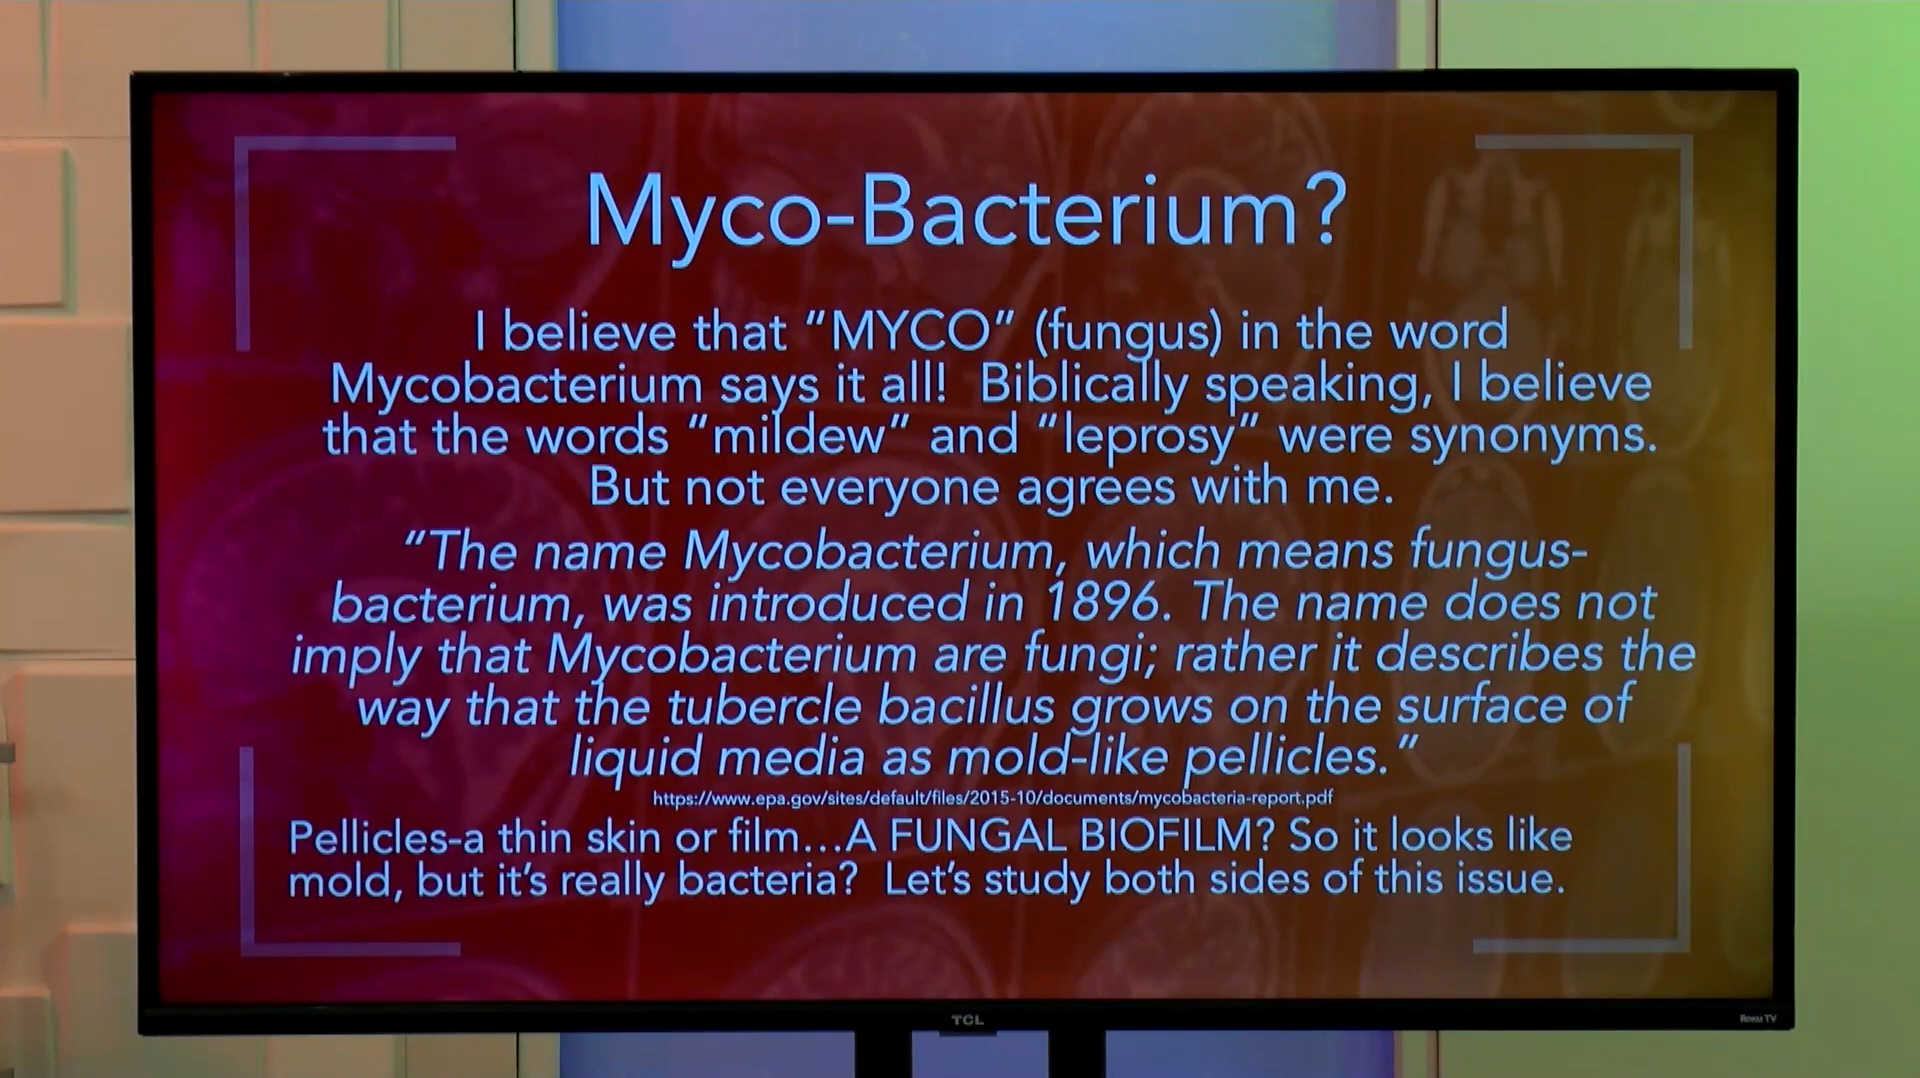 Myco-Bacterium?
I believe that “MYCO” (fungus) in the word
Mycobacterium says it all!  Biblically speaking, I believe
that the words “mildew” and “leprosy” were synonyms.
But not everyone agrees with me.
“The name Mycobacterium, which means fungus-
bacterium, was introduced in 1896. The name does not
imply that Mycobacterium are fungi; rather it describes the
way that the tubercle bacillus grows on the surface of
liquid media as mold-like pellicles.”
https://www.epa.gov/sites/default/files/2015-10/documents/mycobacteria-report.pdf
Pellicles-a thin skin or film...A FUNGAL BIOFILM? So it looks like
mold, but it’s really bacteria?  Let’s study both sides of this issue.
TCL
Roku TV